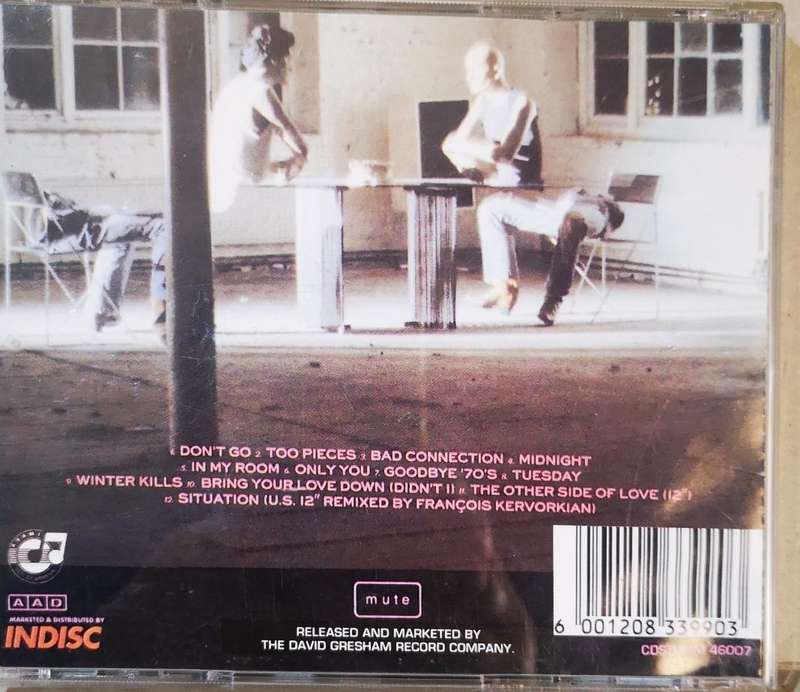 1. DON'T GO 2. TOO PIECES 3. BAD CONNECTION 4. MIDNIGHT
5. IN MY ROOM 6. ONLY YOU 7. GOODBYE '70'S 8. TUESDAY
9. WINTER KILLS 10. BRING YOUR LOVE DOWN (DIDN'T I) 11. THE OTHER SIDE OF LOVE (12")
12. SITUATION (U.S. 12" REMIXED BY FRANÇOIS KERVORKIAN)
AAD
MARKETED & DISTRIBUTED BY
INDISC
mute
RELEASED AND MARKETED BY
THE DAVID GRESHAM RECORD COMPANY.
6 001208 339903
46007